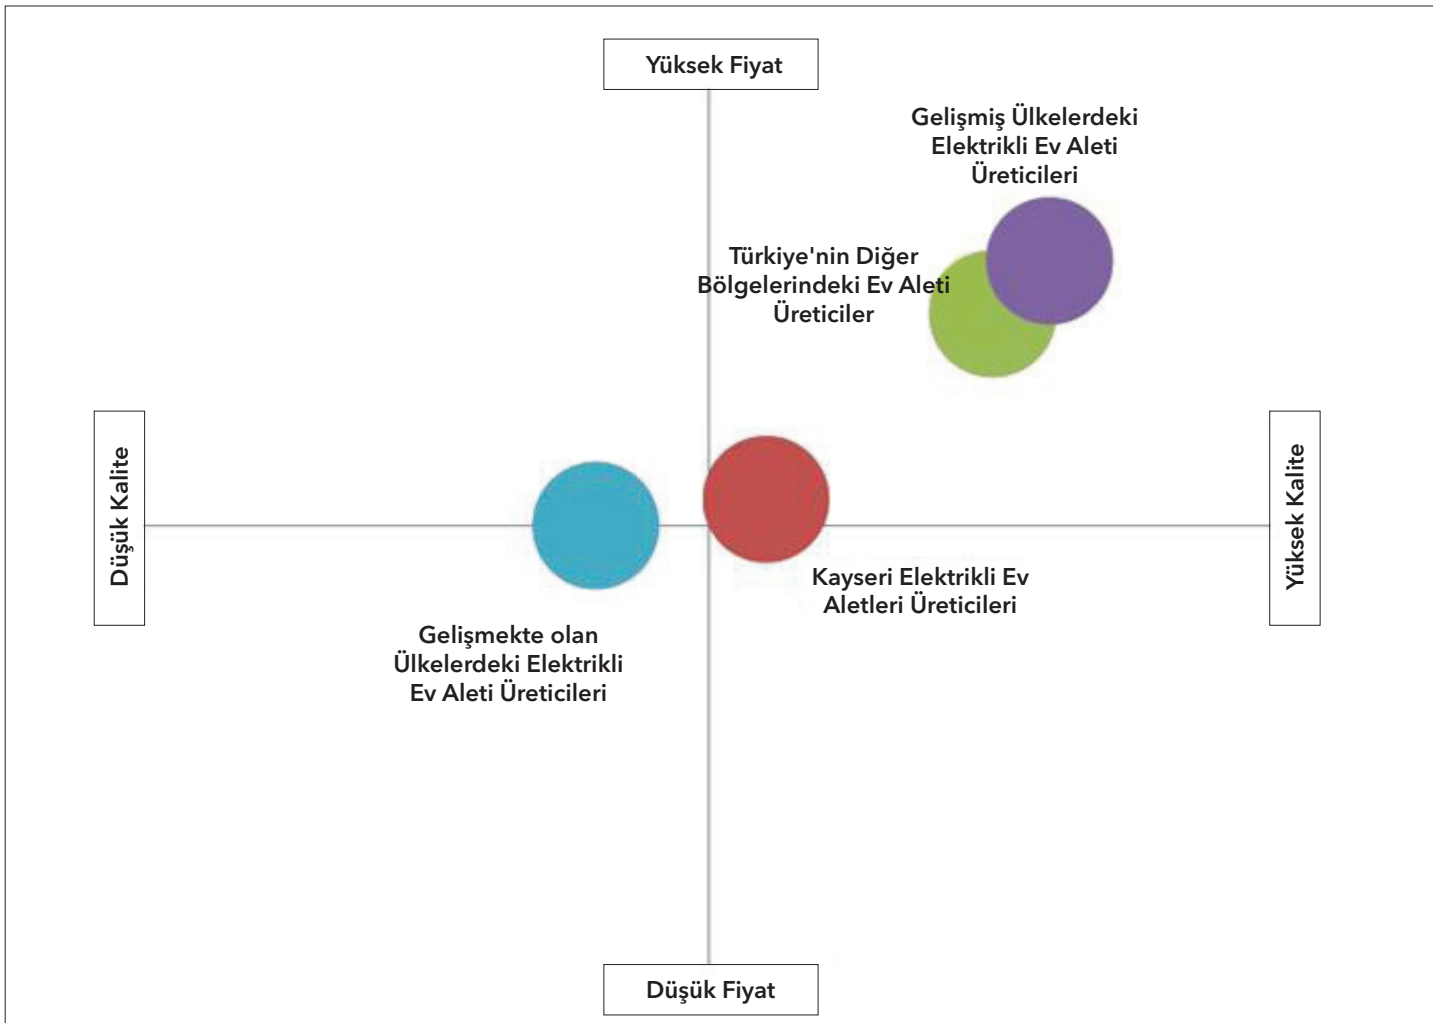 Yüksek Fiyat
Gelişmiş Ülkelerdeki
Elektrikli Ev Aleti
Üreticileri
Türkiye'nin Diğer
Bölgelerindeki Ev Aleti
Üreticiler
Düşük Kalite
Yüksek Kalite
Kayseri Elektrikli Ev
Aletleri Üreticileri
Gelişmekte olan
Ülkelerdeki Elektrikli
Ev Aleti Üreticileri
Düşük Fiyat